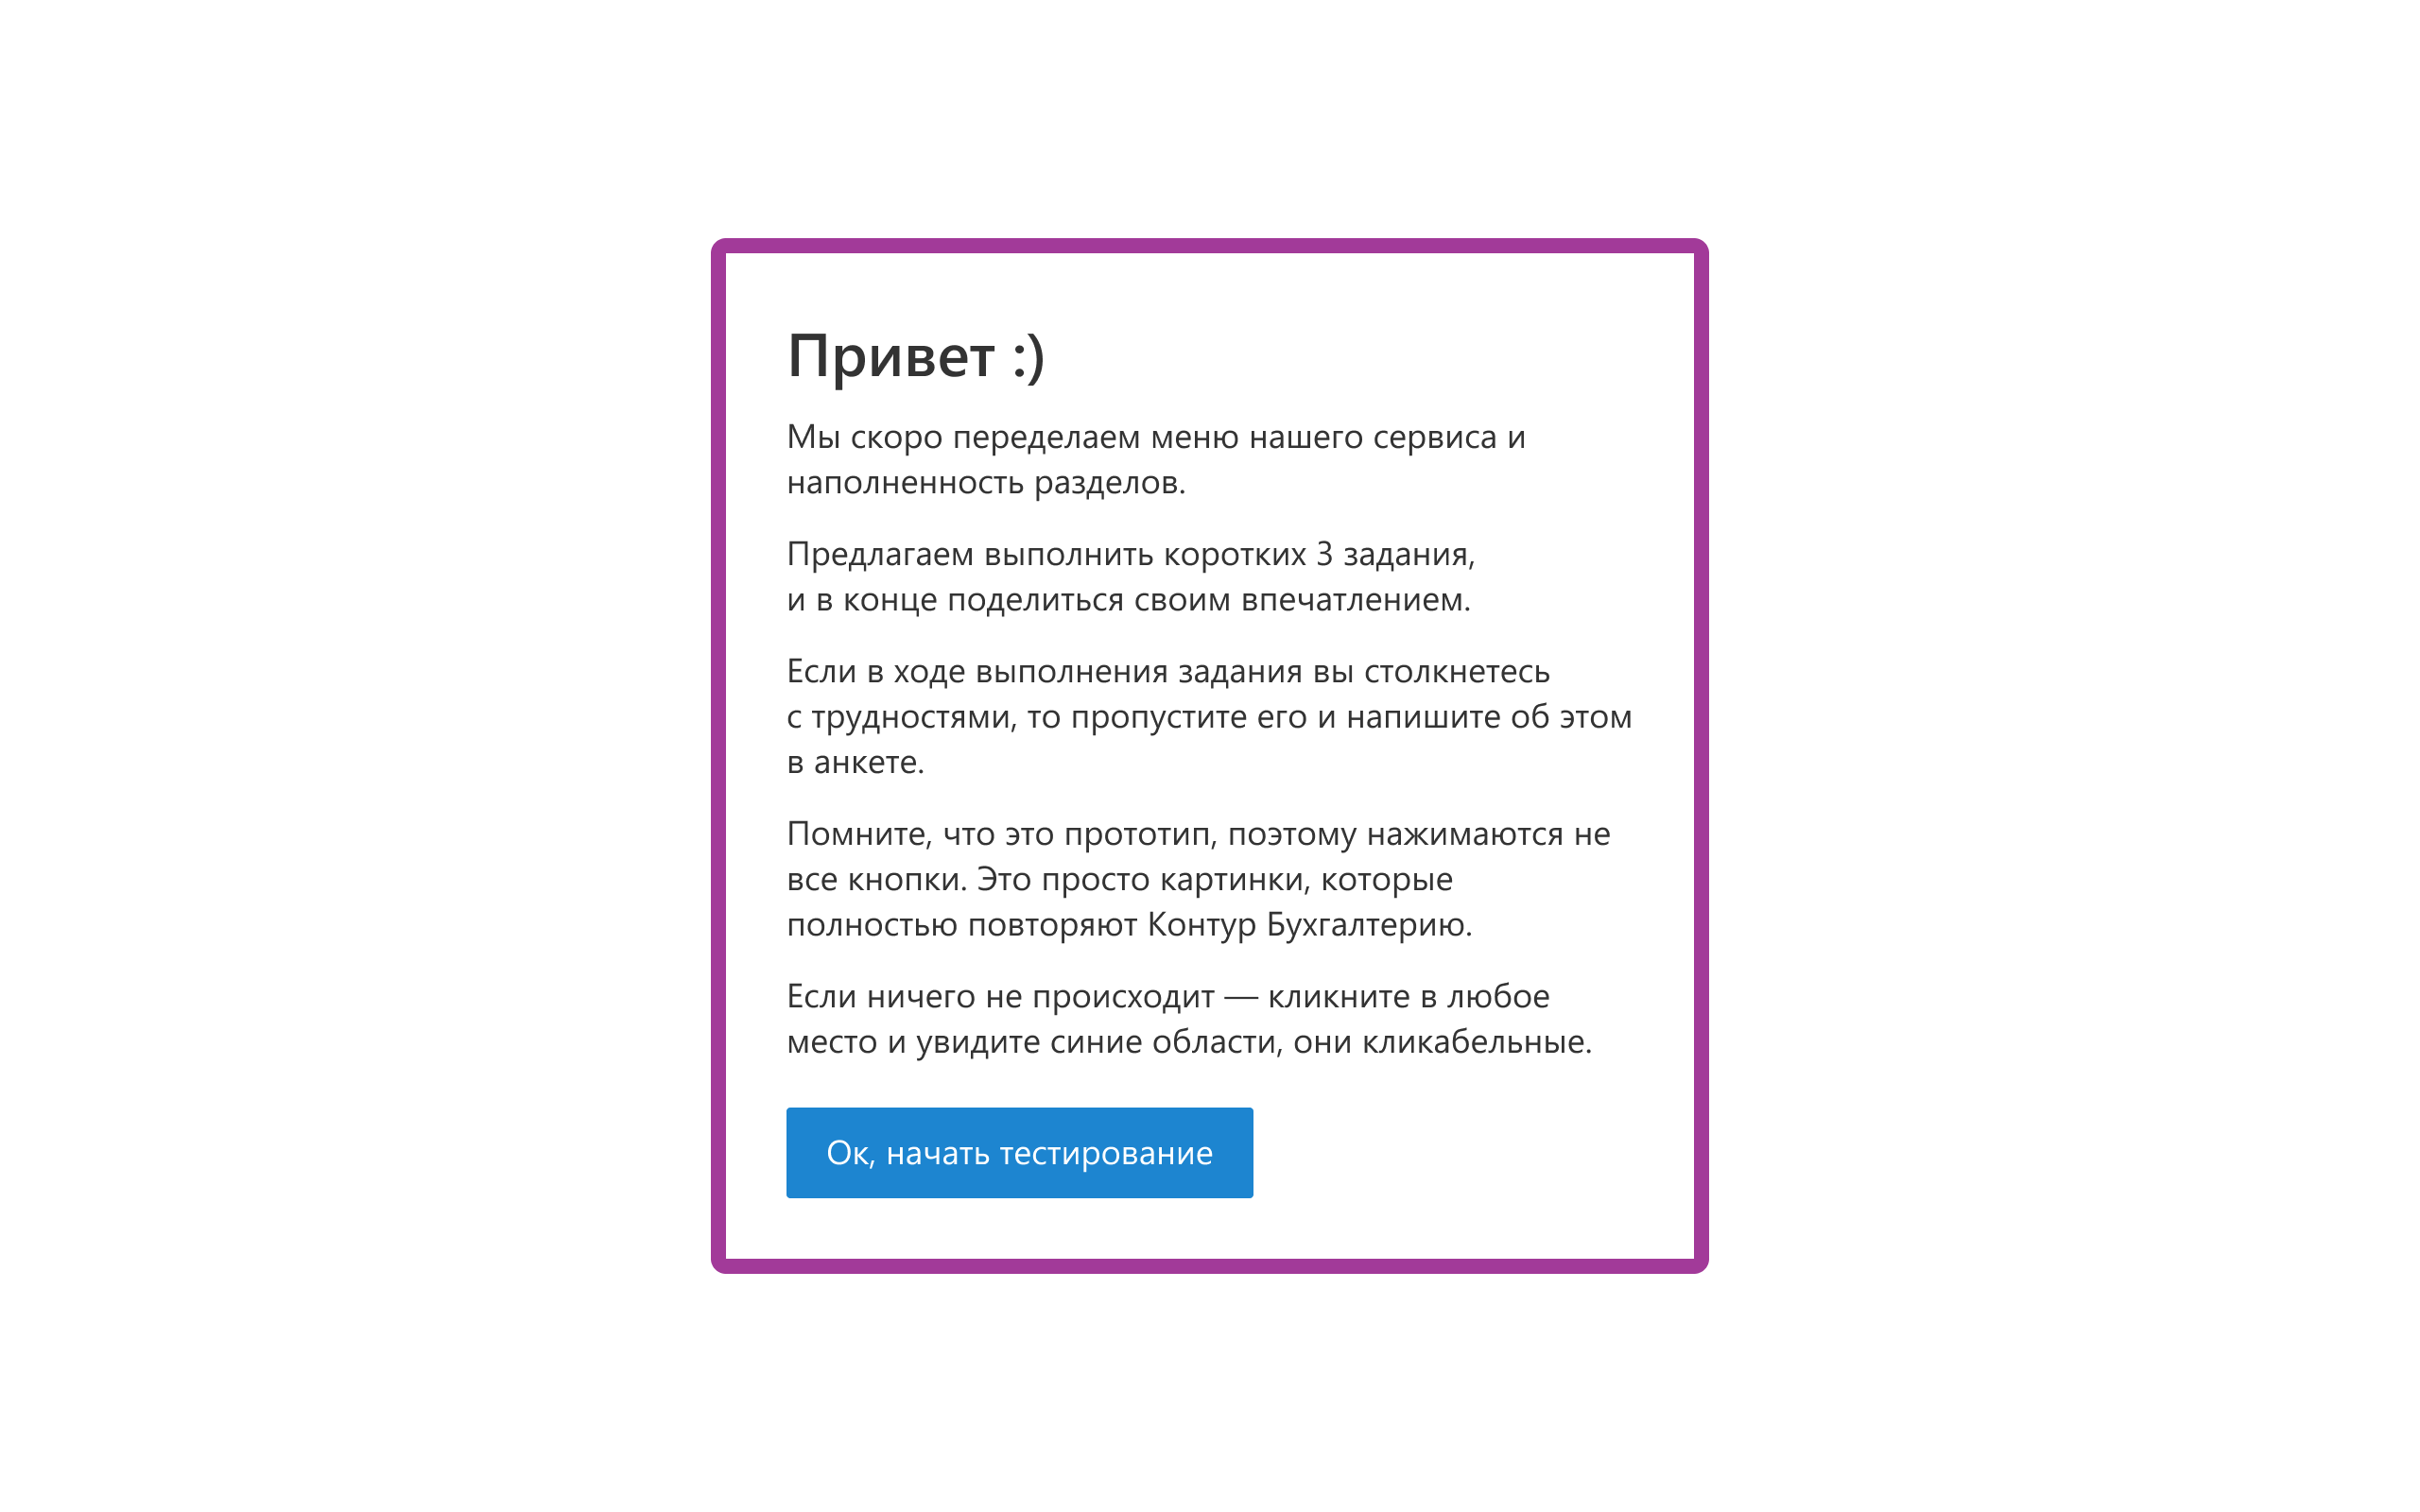 Привет :)
Мы скоро переделаем меню нашего сервиса и
наполненность разделов.
Предлагаем выполнить коротких 3 задания,
и в конце поделиться своим впечатлением.
Если в ходе выполнения задания вы столкнетесь
с трудностями, то пропустите его и напишите об этом
в анкете.
Помните, что это прототип, поэтому нажимаются не
все кнопки. Это просто картинки, которые
полностью повторяют Контур Бухгалтерию.
Если ничего не происходит — кликните в любое
место и увидите синие области, они кликабельные.
Ок, начать тестирование